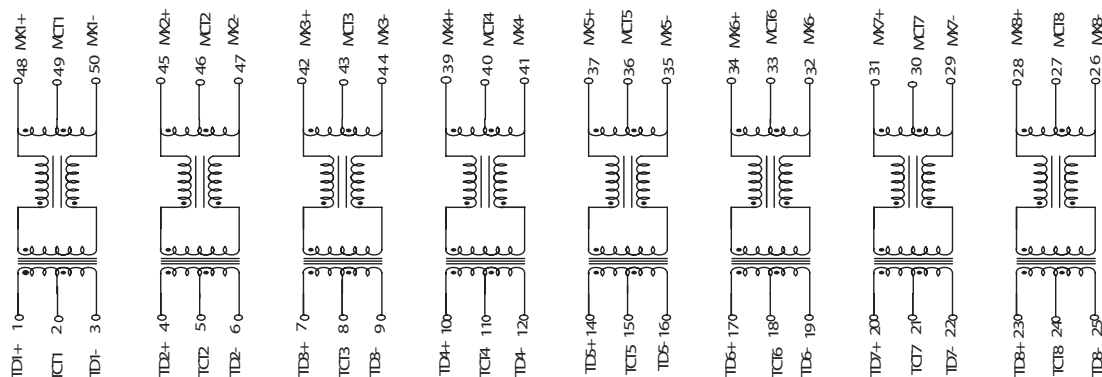 48 MX1+
49 MCT1
50 MX1-
45 MX2+
46 MCT2
47 MX2-
42 MX3+
43 MCT3
44 MX3-
39 MX4+
40 MCT4
41 MX4-
37 MX5+
36 MCT5
35 MX5-
34 MX6+
33 MCT6
32 MX6-
31 MX7+
30 MCT7
29 MX7-
28 MX8+
27 MCT8
26 MX8-
TD1+ 1
TCT1 2
TD1- 3
TD2+ 4
TCT2 5
TD2- 6
TD3+ 7
TCT3 8
TD3- 9
TD4+ 10
TCT4 11
TD4- 12
TD5+ 14
TCT5 15
TD5- 16
TD6+ 17
TCT6 18
TD6- 19
TD7+ 20
TCT7 21
TD7- 22
TD8+ 23
TCT8 24
TD8- 25